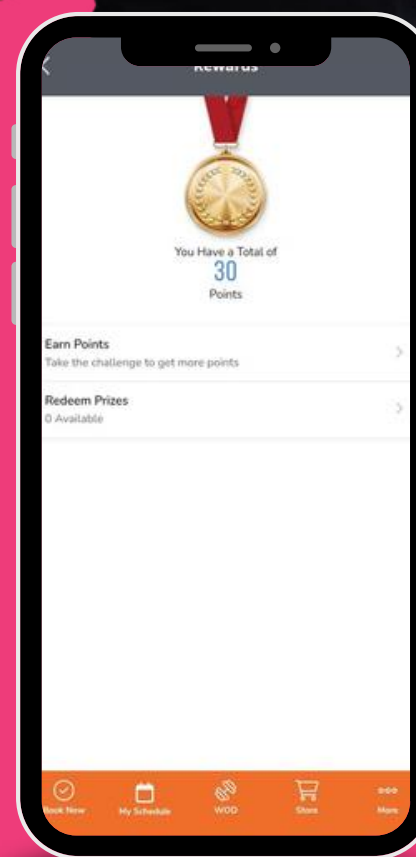 Rewards
You Have a Total of
30
Points
Earn Points
Take the challenge to get more points
Redeem Prizes
0 Available
Book Now
My Schedule
WOD
Store
More